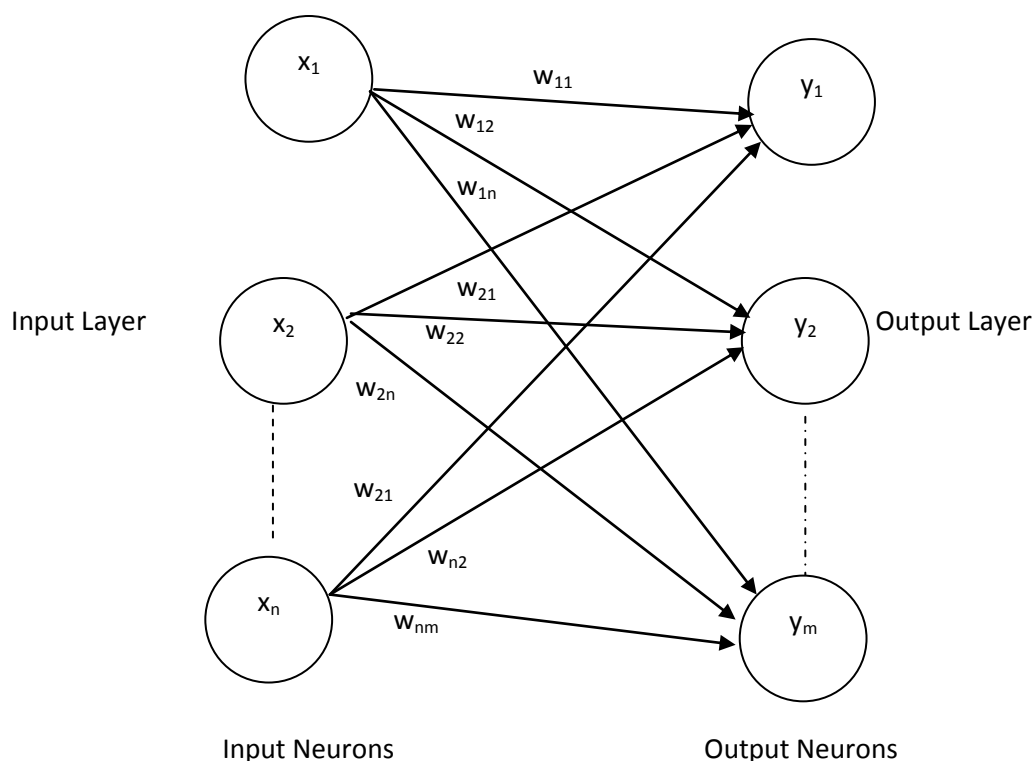 x₁
w₁₁
y₁
w₁₂
w₁ₙ
Input Layer
x₂
w₂₁
w₂₂
y₂
Output Layer
w₂ₙ
w₂₁
wₙ₂
xₙ
wₙₘ
yₘ
Input Neurons
Output Neurons